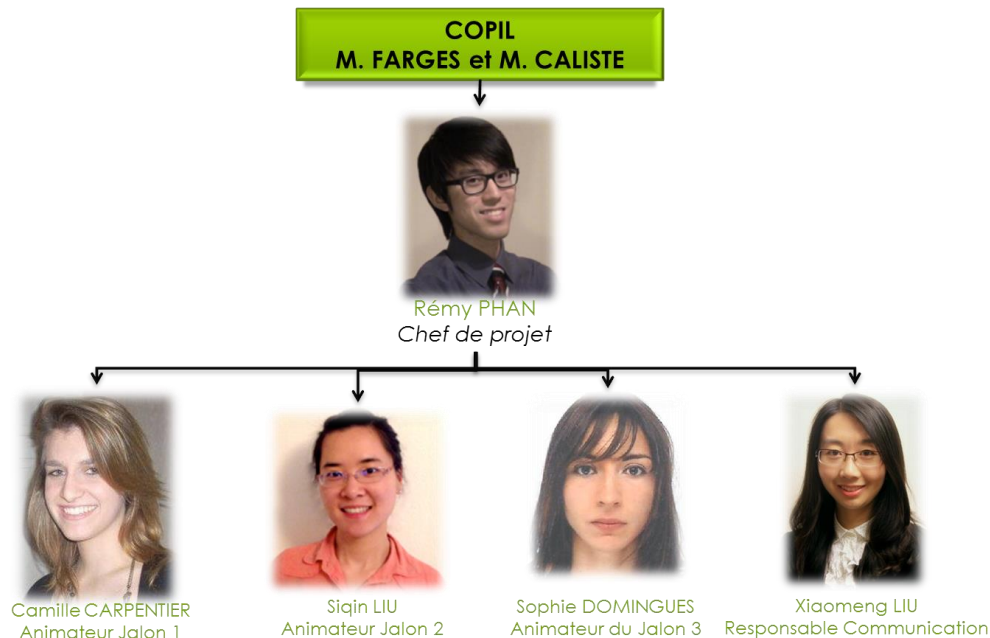 COPIL
M. FARGES et M. CALISTE
Rémy PHAN
Chef de projet
Camille CARPENTIER
Animateur Jalon 1
Siqin LIU
Animateur Jalon 2
Sophie DOMINGUES
Animateur du Jalon 3
Xiaomeng LIU
Responsable Communication